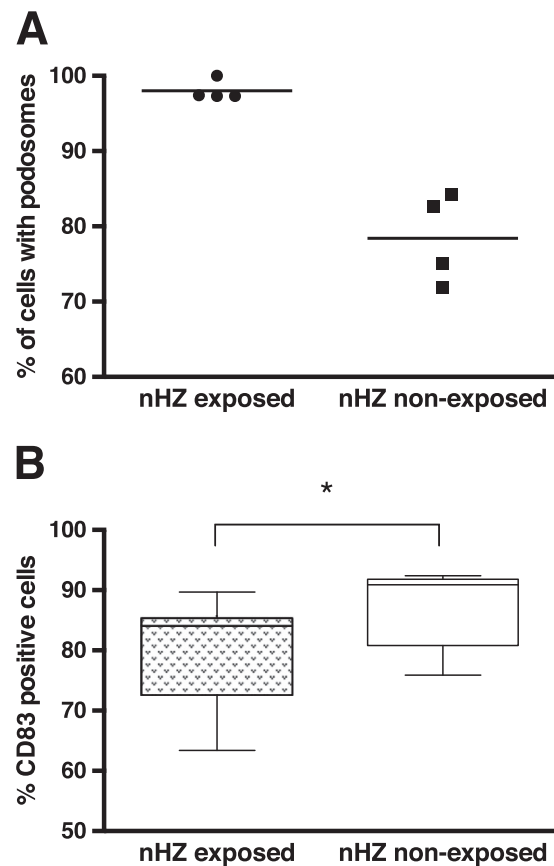 A
% of cells with podosomes
100
90
80
70
60
nHZ exposed nHZ non-exposed
B
*
% CD83 positive cells
100
90
80
70
60
50
nHZ exposed nHZ non-exposed